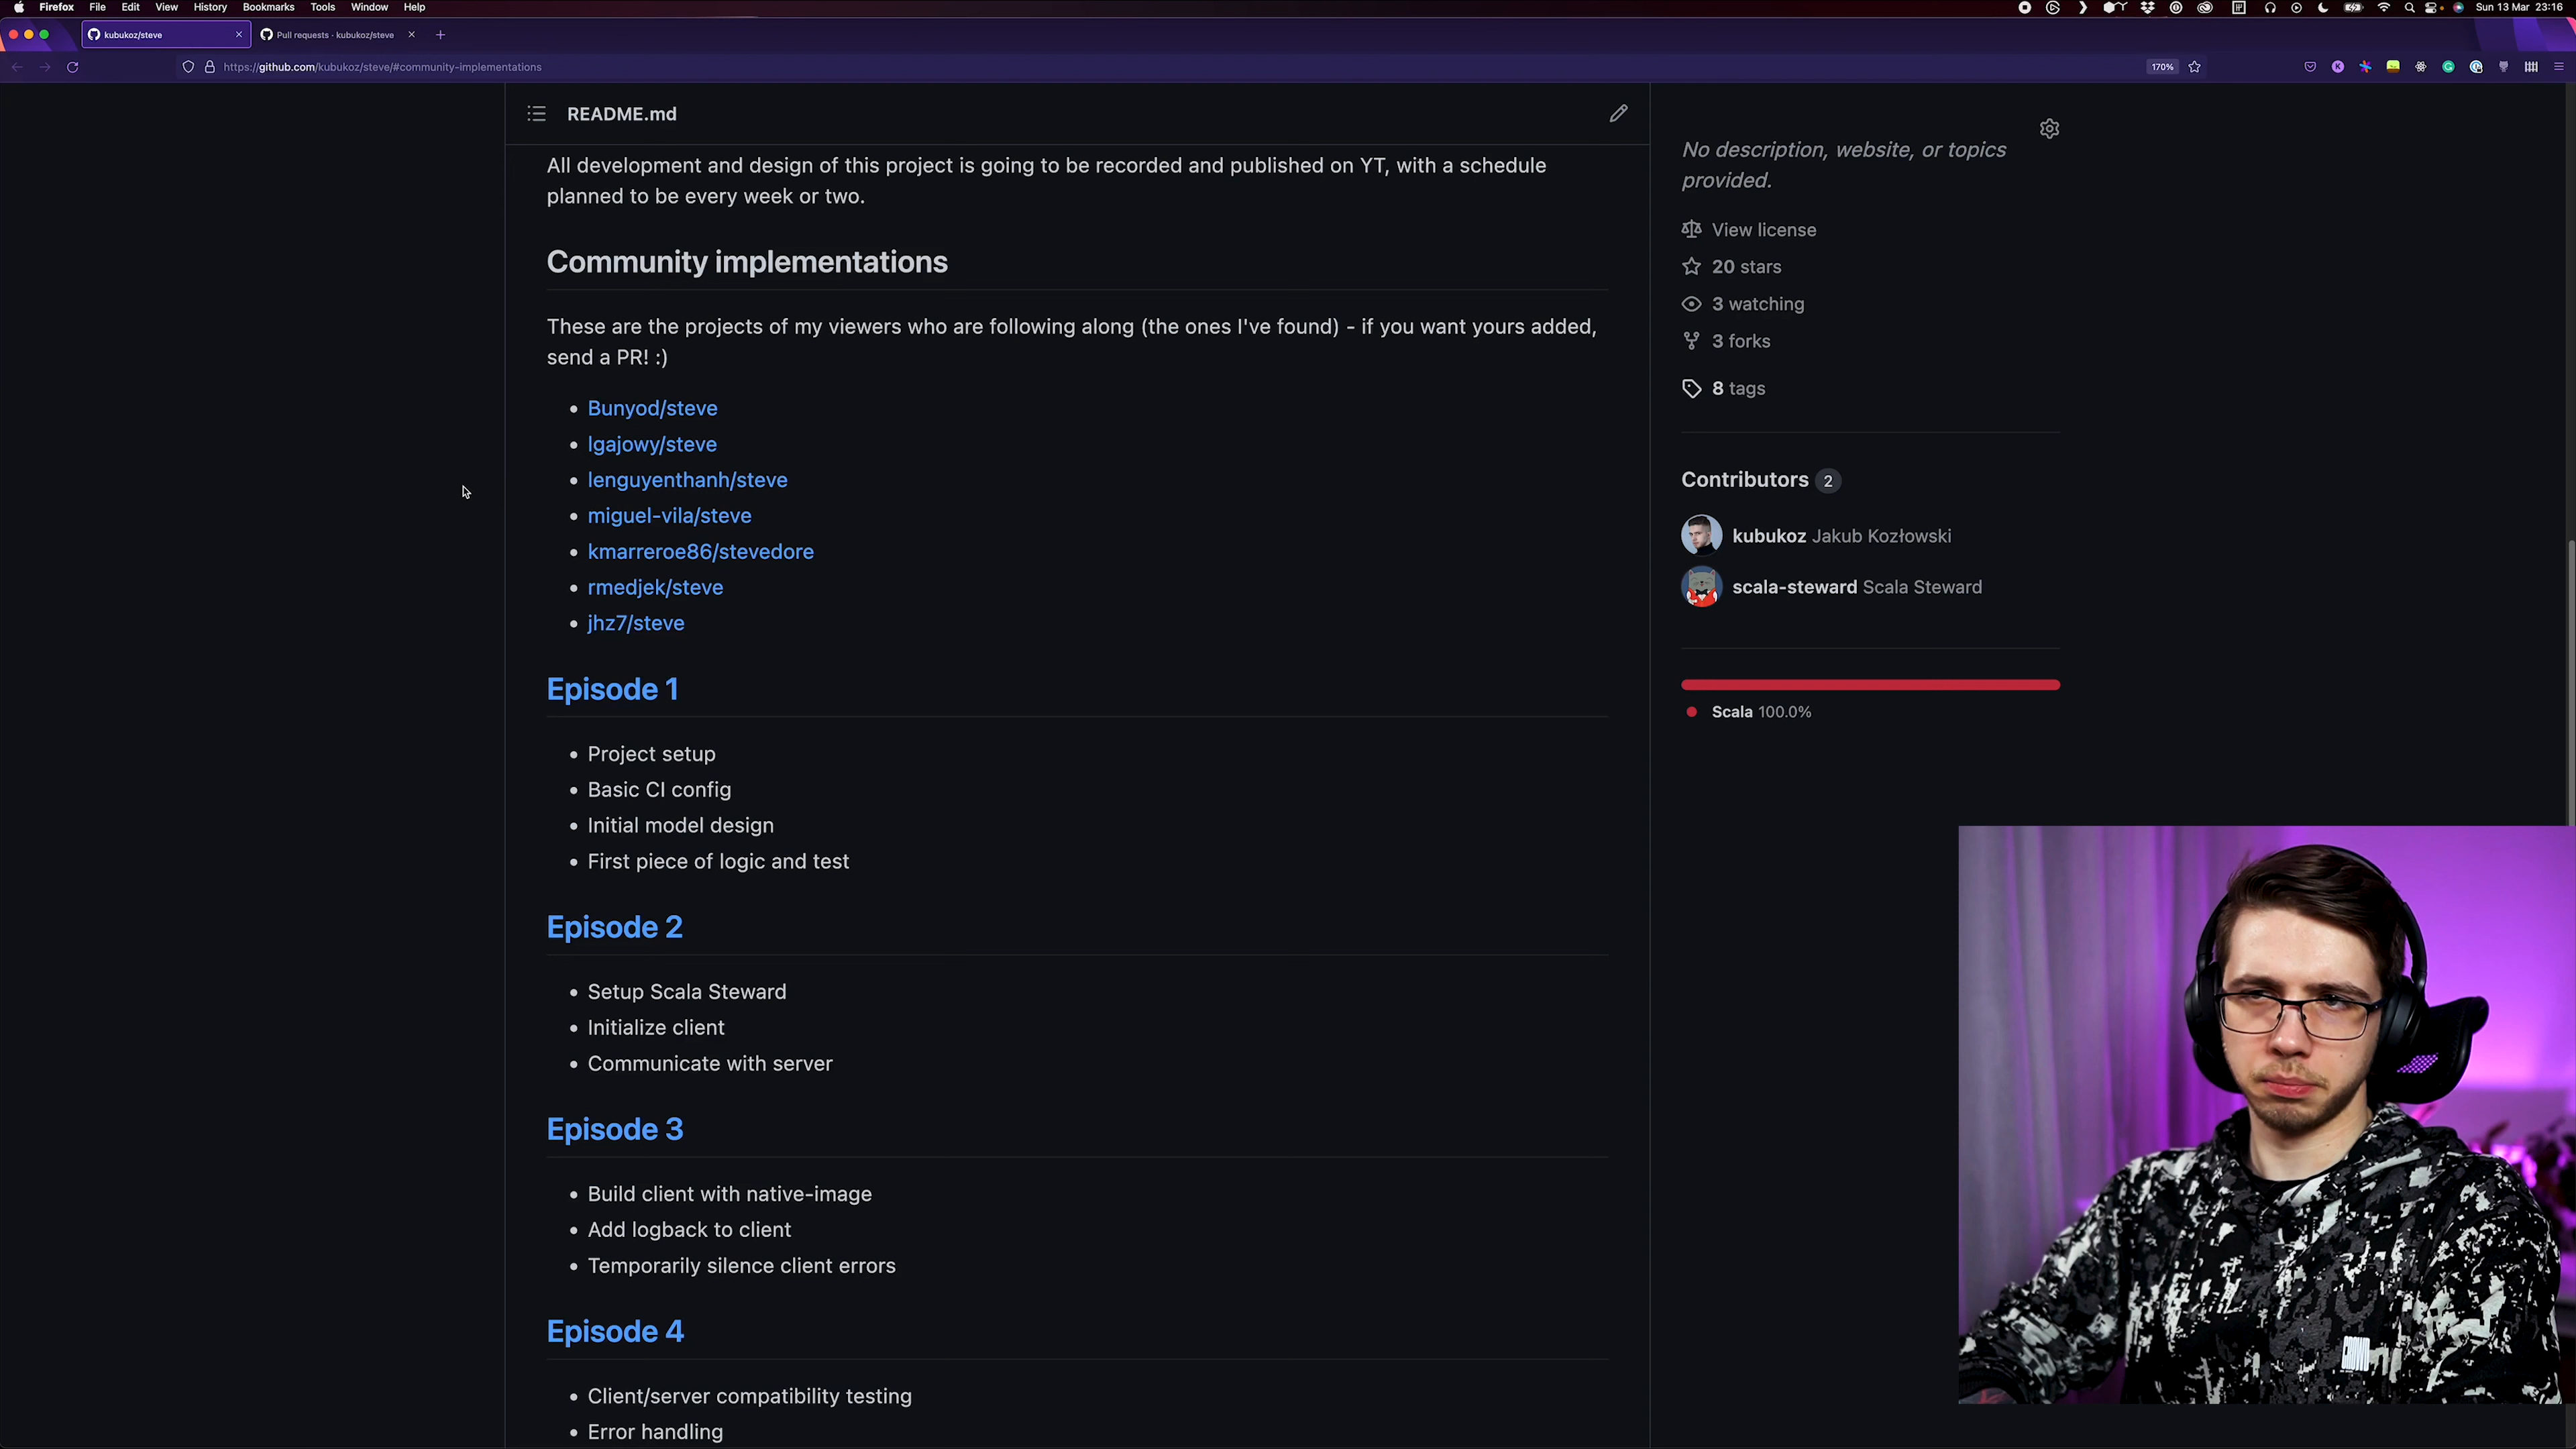 Firefox File Edit View History Bookmarks Tools Window Help
Sun 13 Mar 23:16
kubukoz/steve
Pull requests · kubukoz/steve
https://github.com/kubukoz/steve/#community-implementations
170%
README.md
All development and design of this project is going to be recorded and published on YT, with a schedule
planned to be every week or two.
Community implementations
These are the projects of my viewers who are following along (the ones I've found) - if you want yours added,
send a PR! :)
Bunyod/steve
lgajowy/steve
lenguyenthanh/steve
miguel-vila/steve
kmarreroe86/stevedore
rmedjek/steve
jhz7/steve
Episode 1
Project setup
Basic CI config
Initial model design
First piece of logic and test
Episode 2
Setup Scala Steward
Initialize client
Communicate with server
Episode 3
Build client with native-image
Add logback to client
Temporarily silence client errors
Episode 4
Client/server compatibility testing
Error handling
No description, website, or topics
provided.
View license
20 stars
3 watching
3 forks
8 tags
Contributors 2
kubukoz Jakub Kozłowski
scala-steward Scala Steward
Scala 100.0%